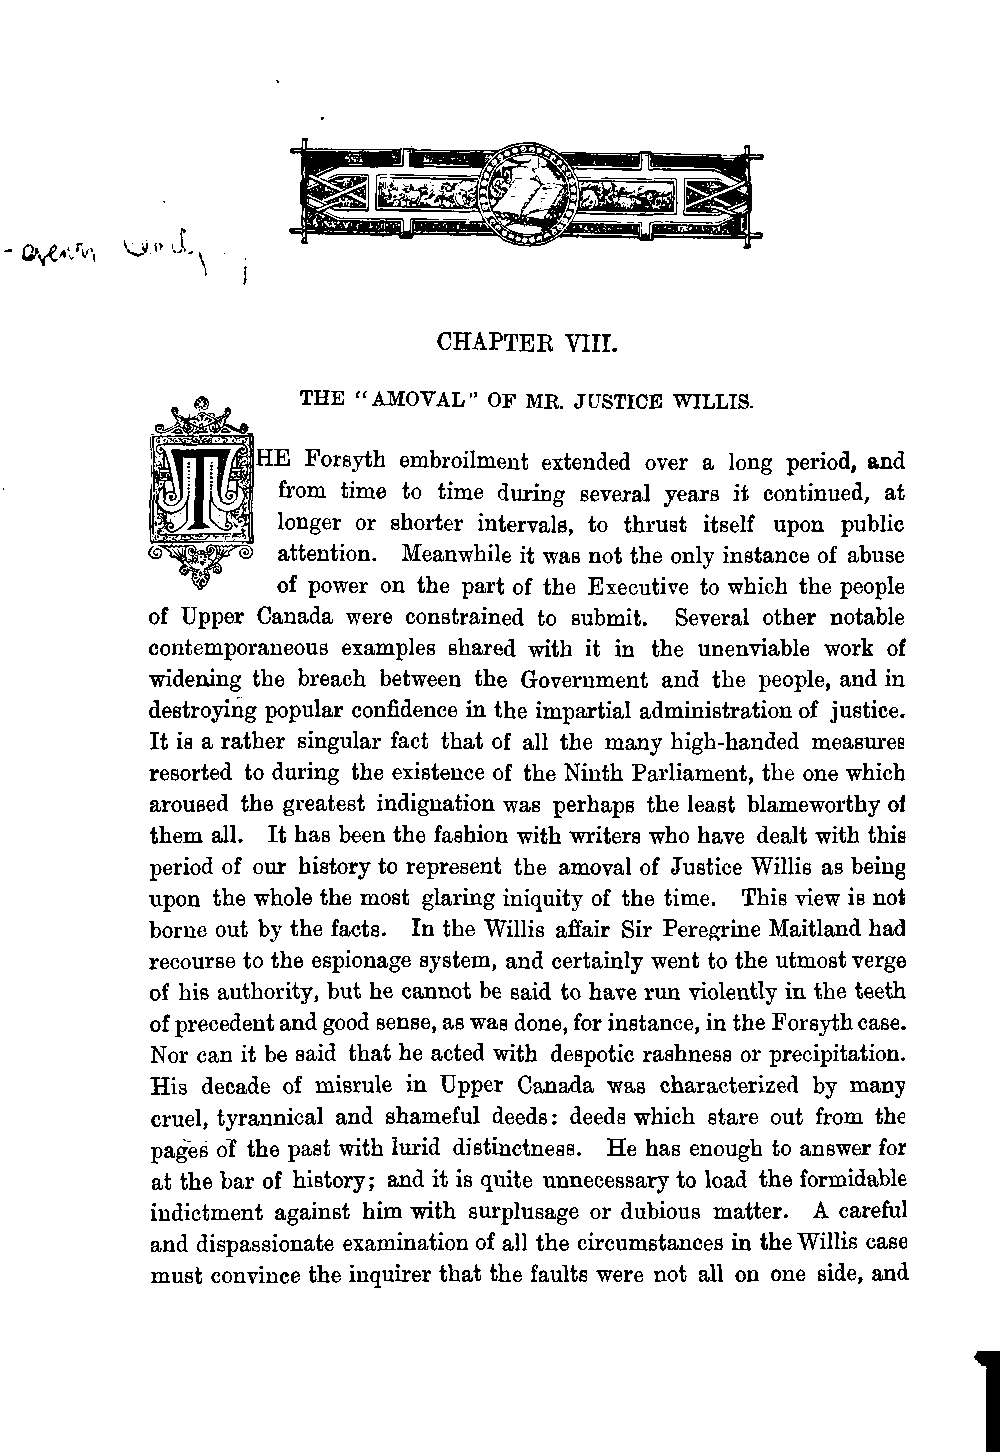 CHAPTER VIII.
THE "AMOVAL" OF MR. JUSTICE WILLIS.
THE Forsyth embroilment extended over a long period, and
from time to time during several years it continued, at
longer or shorter intervals, to thrust itself upon public
attention. Meanwhile it was not the only instance of abuse
of power on the part of the Executive to which the people
of Upper Canada were constrained to submit. Several other notable
contemporaneous examples shared with it in the unenviable work of
widening the breach between the Government and the people, and in
destroying popular confidence in the impartial administration of justice.
It is a rather singular fact that of all the many high-handed measures
resorted to during the existence of the Ninth Parliament, the one which
aroused the greatest indignation was perhaps the least blameworthy of
them all. It has been the fashion with writers who have dealt with this
period of our history to represent the amoval of Justice Willis as being
upon the whole the most glaring iniquity of the time. This view is not
borne out by the facts. In the Willis affair Sir Peregrine Maitland had
recourse to the espionage system, and certainly went to the utmost verge
of his authority, but he cannot be said to have run violently in the teeth
of precedent and good sense, as was done, for instance, in the Forsyth case.
Nor can it be said that he acted with despotic rashness or precipitation.
His decade of misrule in Upper Canada was characterized by many
cruel, tyrannical and shameful deeds: deeds which stare out from the
pages of the past with lurid distinctness. He has enough to answer for
at the bar of history; and it is quite unnecessary to load the formidable
indictment against him with surplusage or dubious matter. A careful
and dispassionate examination of all the circumstances in the Willis case
must convince the inquirer that the faults were not all on one side, and